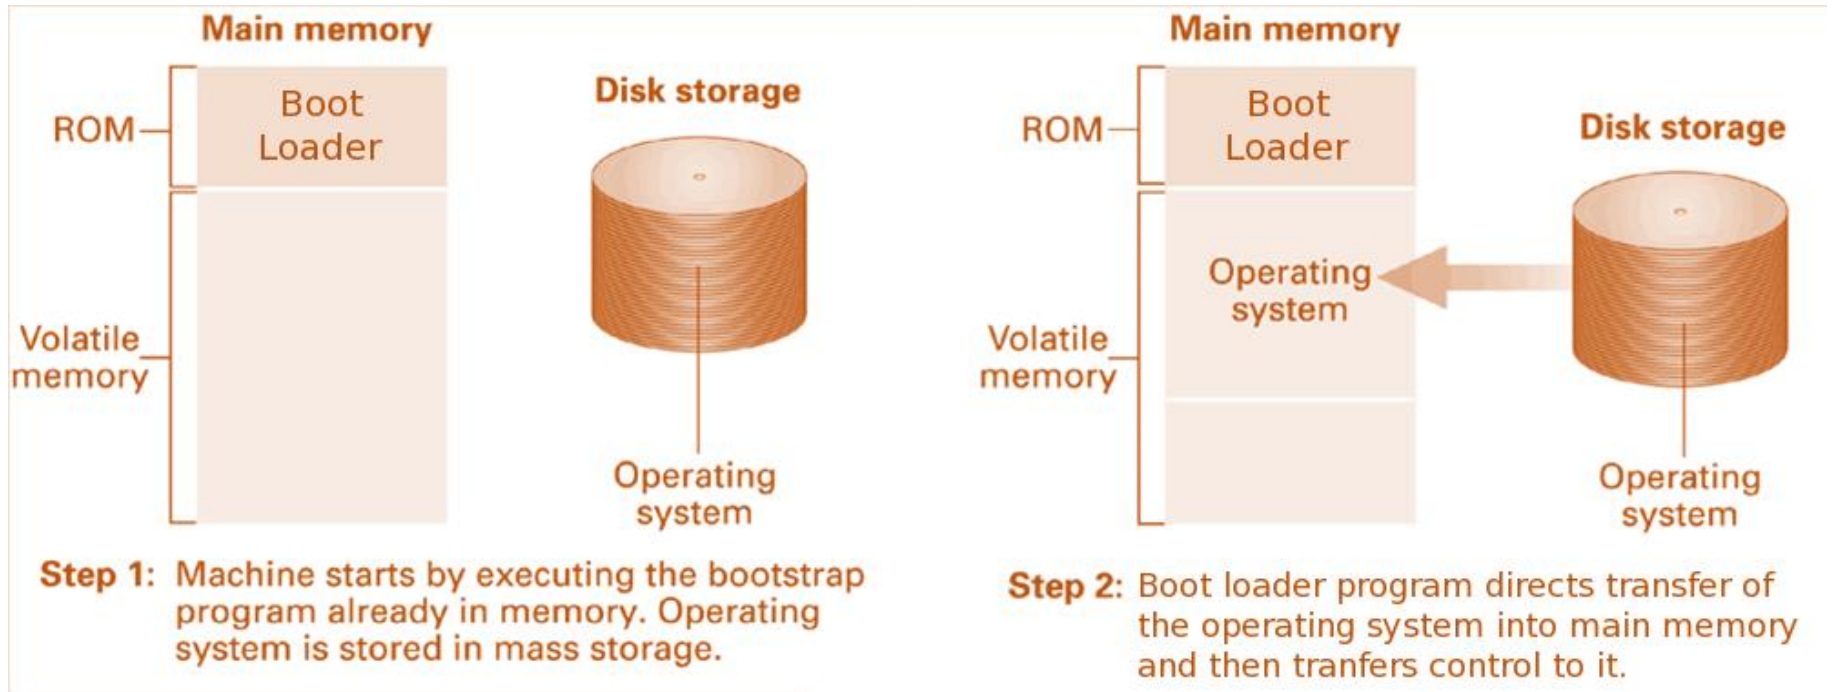 Main memory
ROM
Boot
Loader
Disk storage
Volatile
memory
Operating
system
Step 1: Machine starts by executing the bootstrap
program already in memory. Operating
system is stored in mass storage.
Main memory
ROM
Boot
Loader
Disk storage
Operating
system
Volatile
memory
Operating
system
Step 2: Boot loader program directs transfer of
the operating system into main memory
and then tranfers control to it.